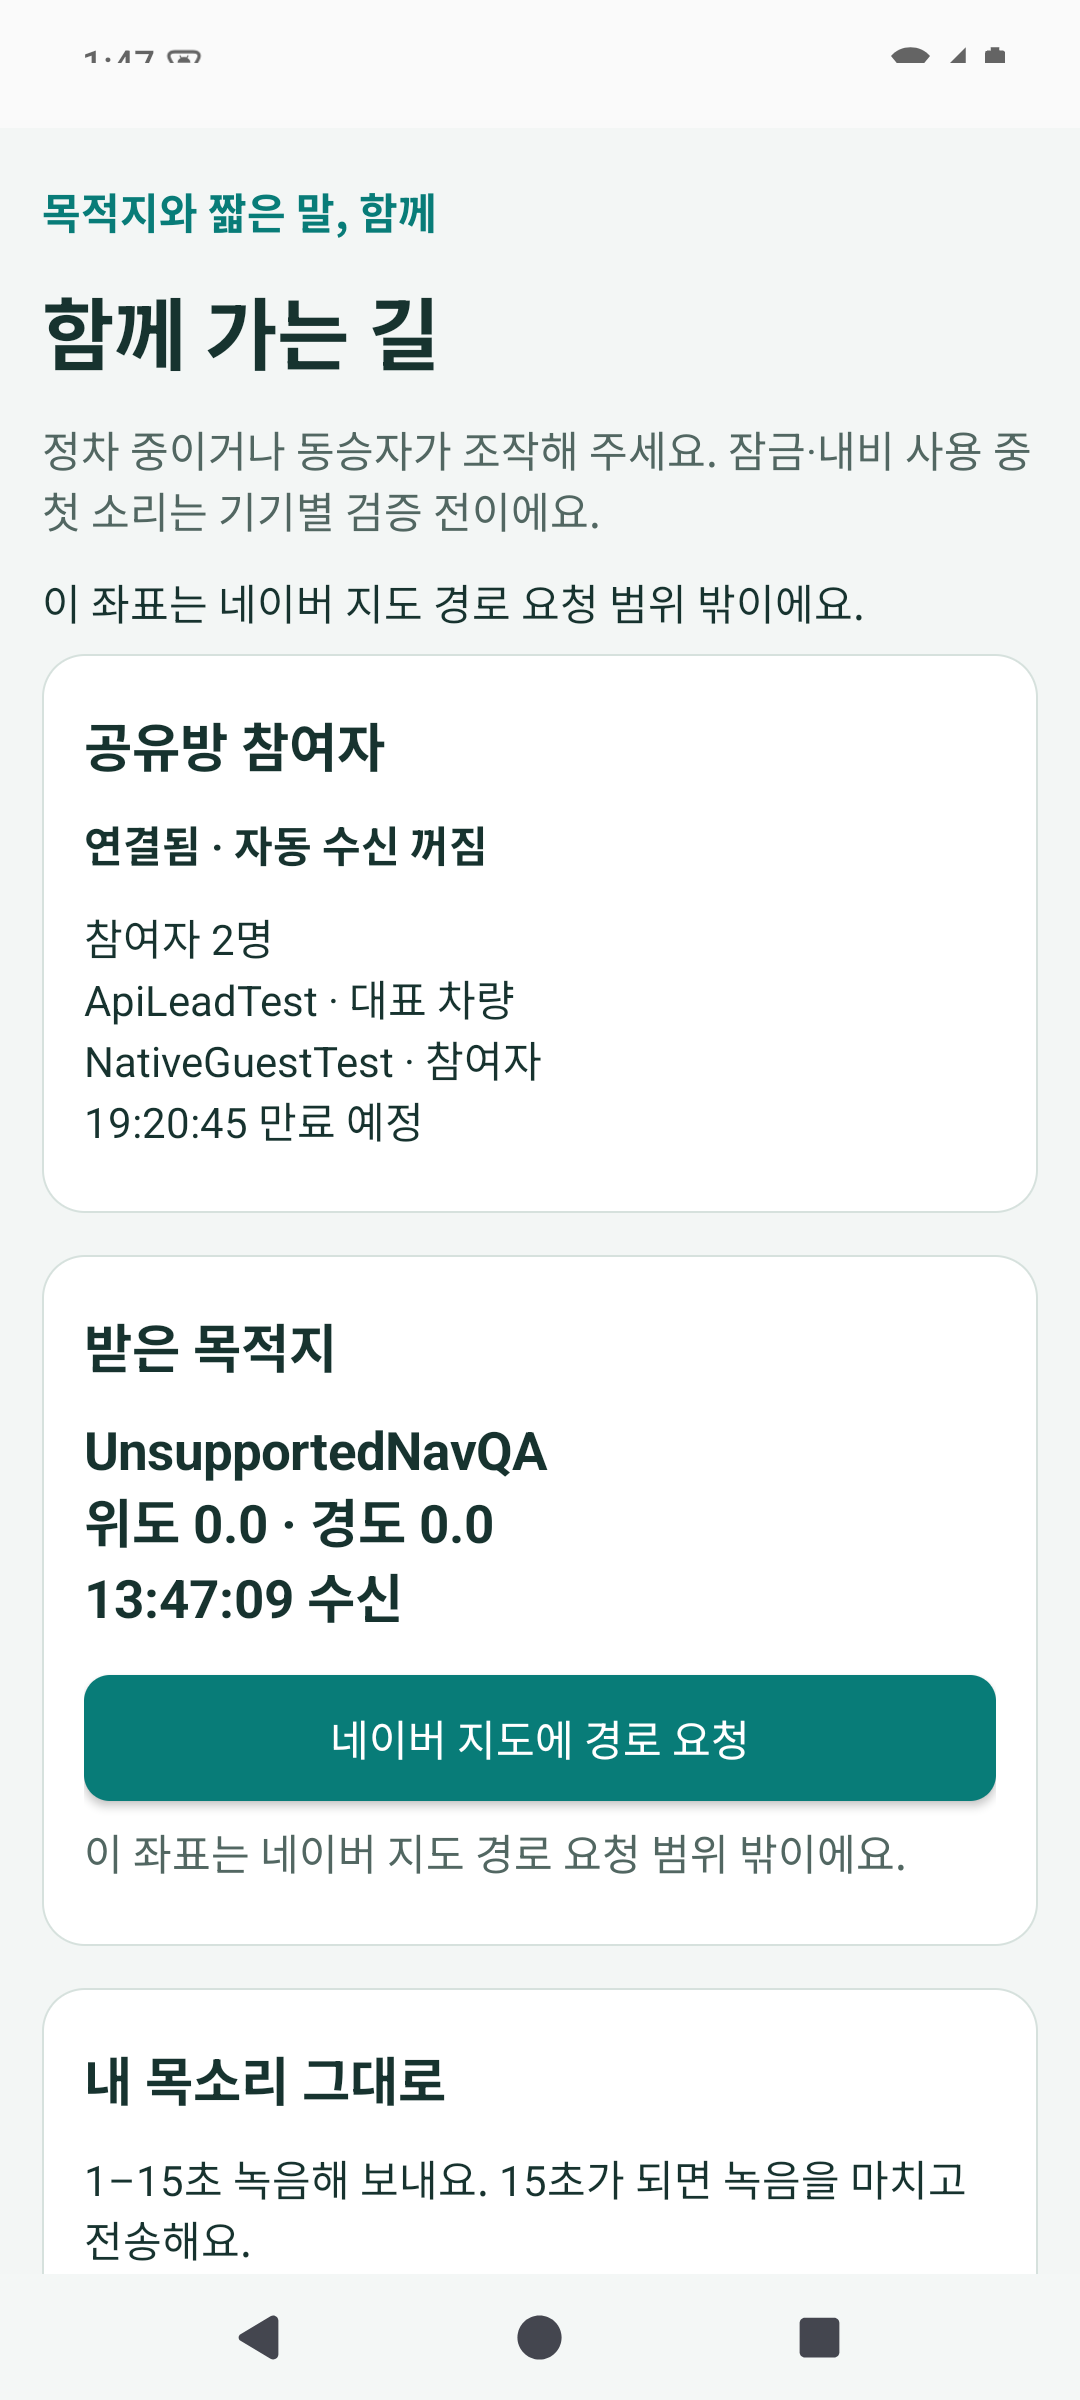 1:47
목적지와 짧은 말, 함께
함께 가는 길
정차 중이거나 동승자가 조작해 주세요. 잠금·내비 사용 중
첫 소리는 기기별 검증 전이에요.
이 좌표는 네이버 지도 경로 요청 범위 밖이에요.
공유방 참여자
연결됨 · 자동 수신 꺼짐
참여자 2명
ApiLeadTest · 대표 차량
NativeGuestTest · 참여자
19:20:45 만료 예정
받은 목적지
UnsupportedNavQA
위도 0.0 · 경도 0.0
13:47:09 수신
네이버 지도에 경로 요청
이 좌표는 네이버 지도 경로 요청 범위 밖이에요.
내 목소리 그대로
1–15초 녹음해 보내요. 15초가 되면 녹음을 마치고
전송해요.